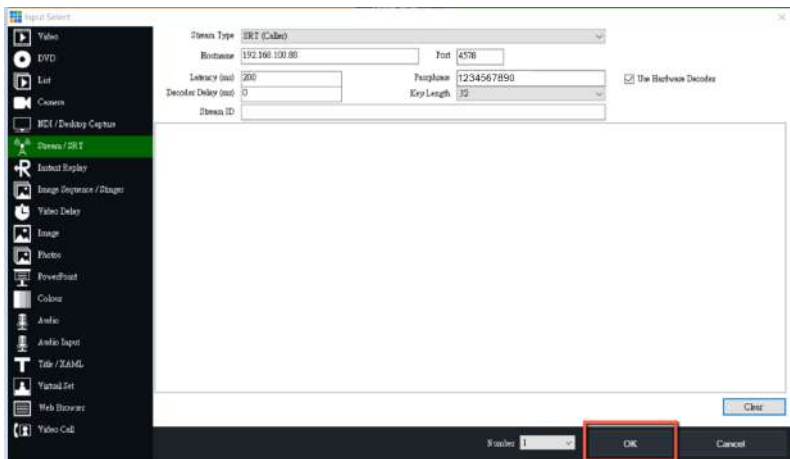 Input Select
Video
DVD
List
Camera
NDI / Desktop Capture
Stream / SRT
Instant Replay
Image Sequence / Stinger
Video Delay
Image
Photos
PowerPoint
Colour
Audio
Audio Input
Title / XAML
Virtual Set
Web Browser
Video Call
Stream Type SRT (Caller)
Hostname 192.168.100.88 Port 4578
Latency (ms) 200 Passphrase 1234567890 Use Hardware Decoder
Decoder Delay (ms) 0 Key Length 32
Stream ID
Clear
Number 1 OK Cancel